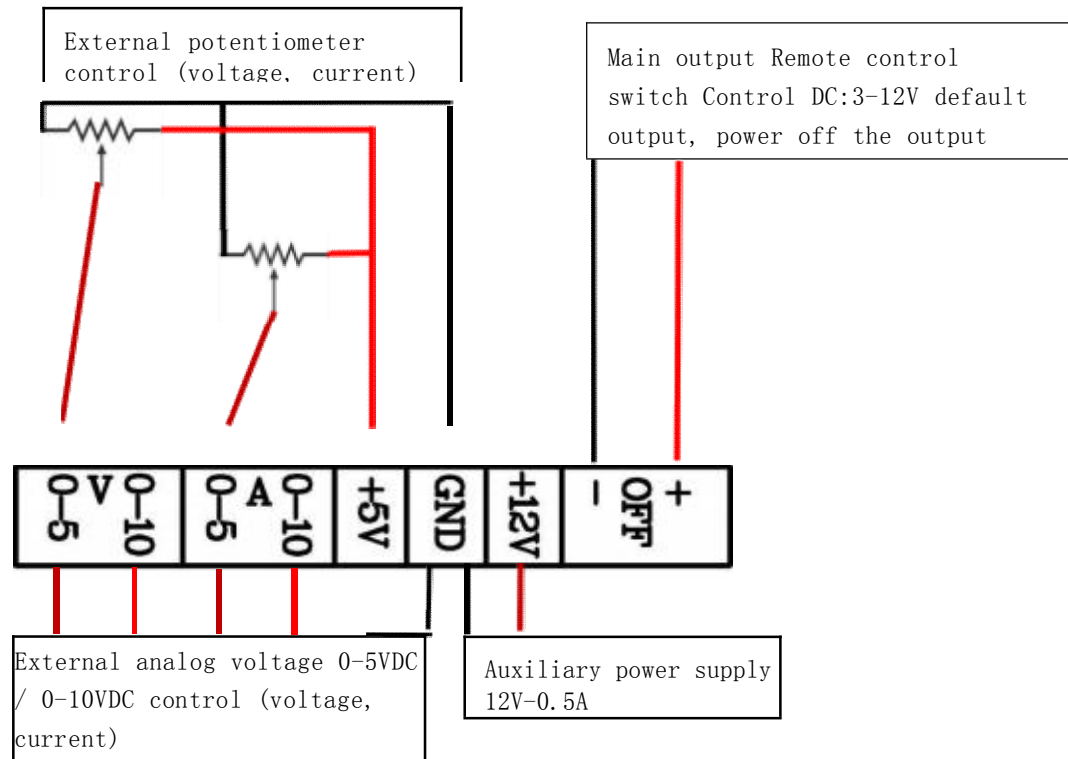 External potentiometer
control (voltage, current)
Main output Remote control
switch Control DC:3-12V default
output, power off the output
0-5 V 0-10 0-5 A 0-10 +5V GND +12V - OFF +
External analog voltage 0-5VDC
/ 0-10VDC control (voltage,
current)
Auxiliary power supply
12V-0.5A